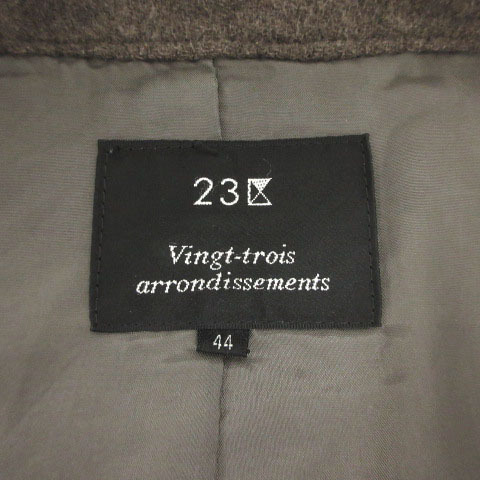 23区
Vingt-trois
arrondissements
44